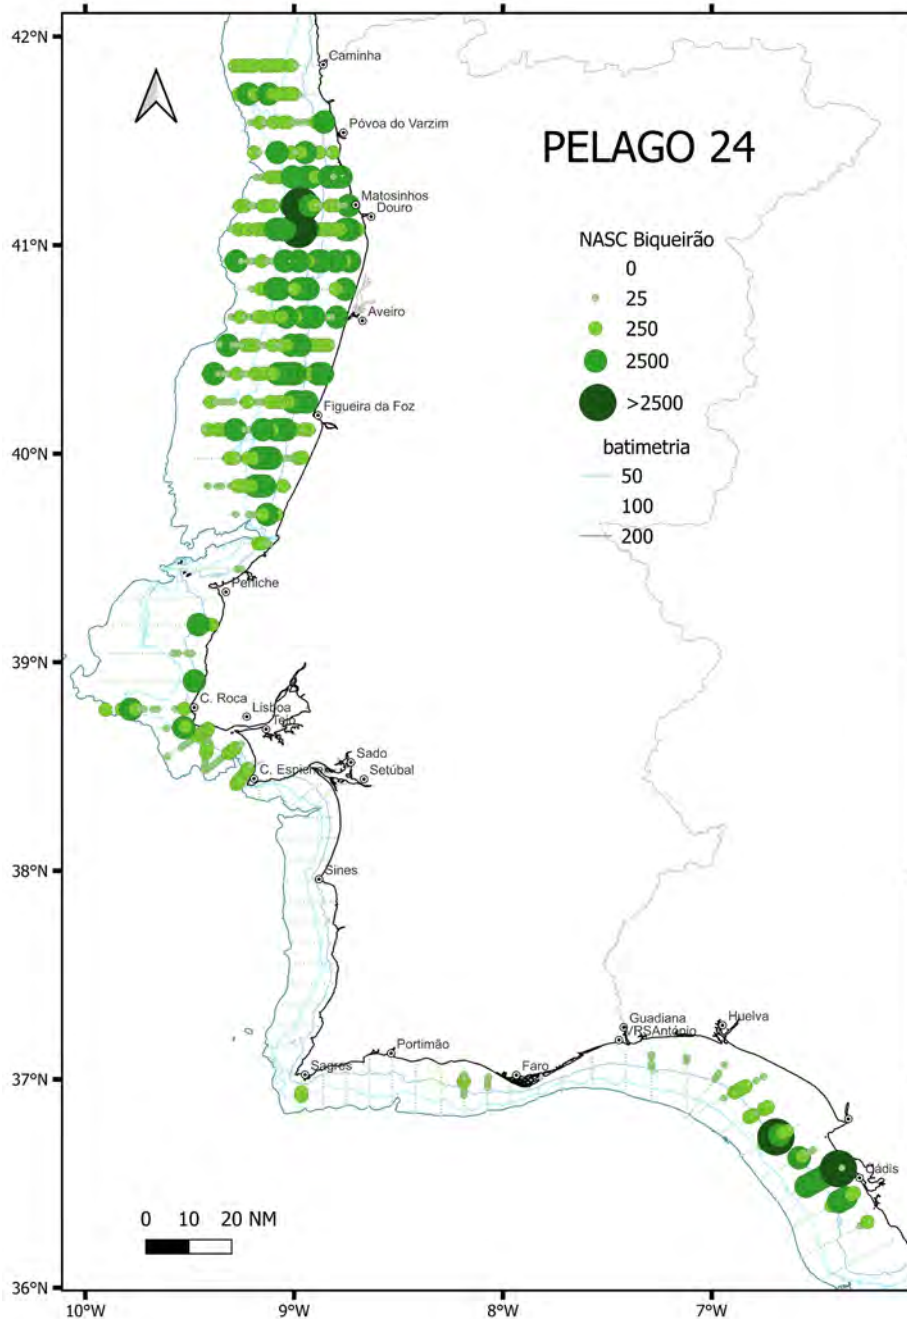 42°N
Caminha
Póvoa do Varzim
PELAGO 24
Matosinhos
Douro
41°N
NASC Biqueirão
0
25
250
2500
>2500
Aveiro
Figueira da Foz
batimetria
50
100
200
40°N
Peniche
39°N
C. Roca
Lisboa
Tejo
Sado
C. Espichel
Setúbal
38°N
Sines
Guadiana
VRSAntónio
Huelva
Portimão
37°N
Sagres
Faro
Cádis
0 10 20 NM
36°N
10°W 9°W 8°W 7°W